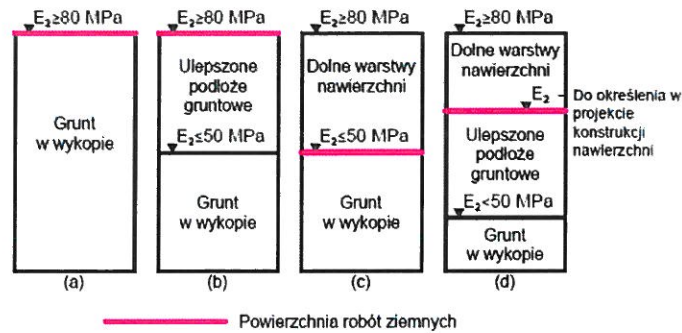 E₂≥80 MPa
Grunt
w wykopie
(a)
E₂≥80 MPa
Ulepszone
podłoże
gruntowe
E₂≤50 MPa
Grunt
w wykopie
(b)
E₂≥80 MPa
Dolne warstwy
nawierzchni
E₂≤50 MPa
Grunt
w wykopie
(c)
E₂≥80 MPa
Dolne warstwy
nawierzchni
E₂
Do określenia w
projekcie
konstrukcji
nawierzchni
Ulepszone
podłoże
gruntowe
E₂<50 MPa
Grunt
w wykopie
(d)
Powierzchnia robót ziemnych